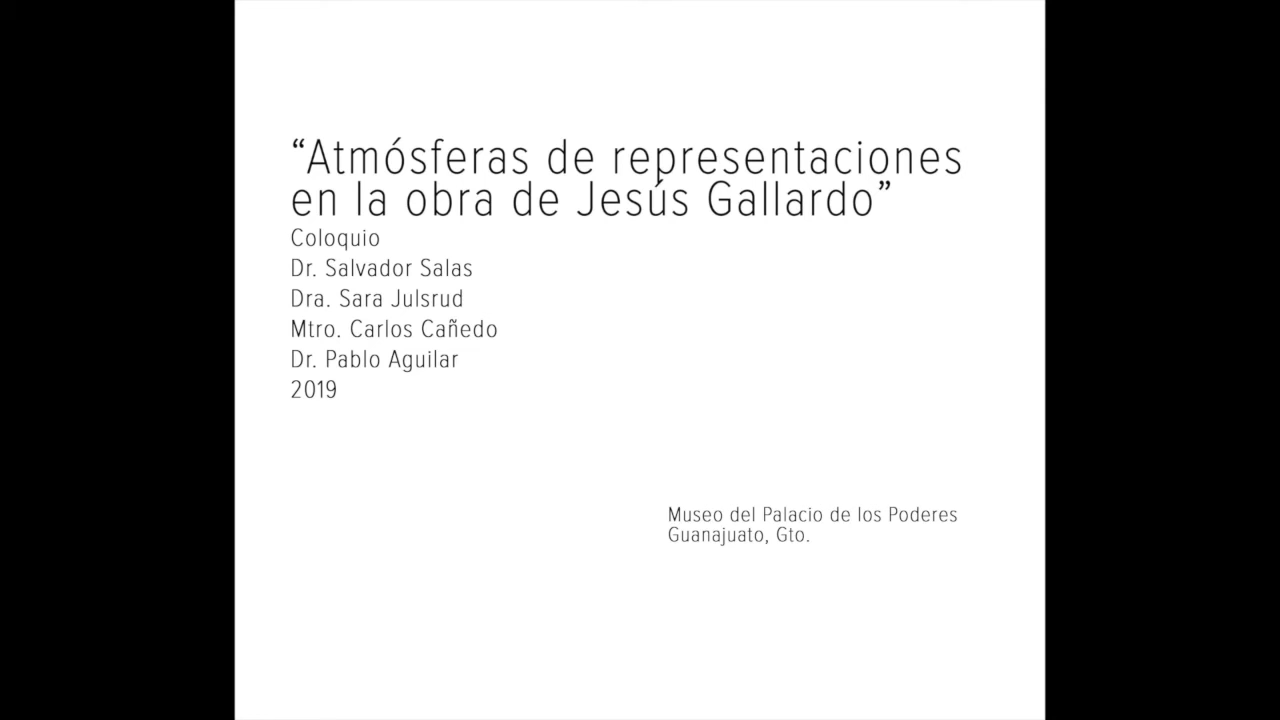 “Atmósferas de representaciones
en la obra de Jesús Gallardo”
Coloquio
Dr. Salvador Salas
Dra. Sara Julsrud
Mtro. Carlos Cañedo
Dr. Pablo Aguilar
2019
Museo del Palacio de los Poderes
Guanajuato, Gto.